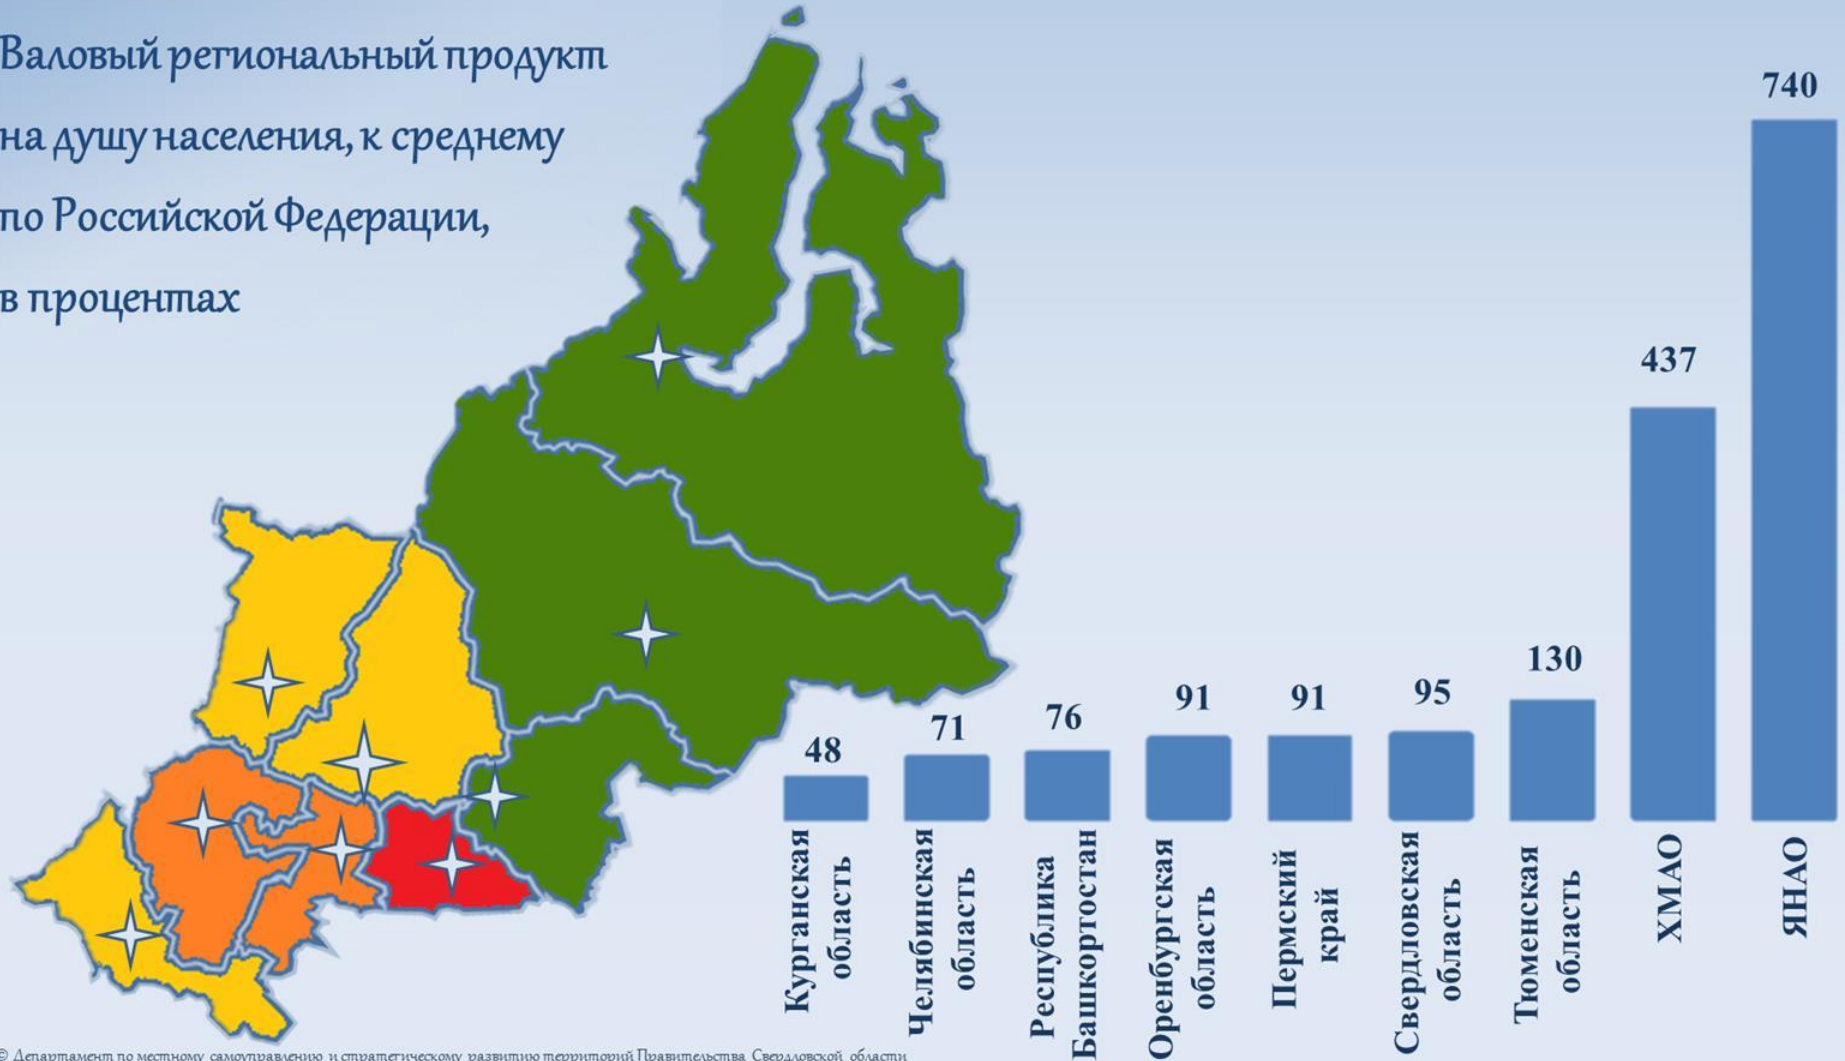 Валовый региональный продукт
на душу населения, к среднему
по Российской Федерации,
в процентах
740
437
130
95
91
91
76
71
48
Курганская
область
Челябинская
область
Республика
Башкортостан
Оренбургская
область
Пермский
край
Свердловская
область
Тюменская
область
ХМАО
ЯНАО
© Департамент по местному самоуправлению и стратегическому развитию территорий Правительства Свердловской области